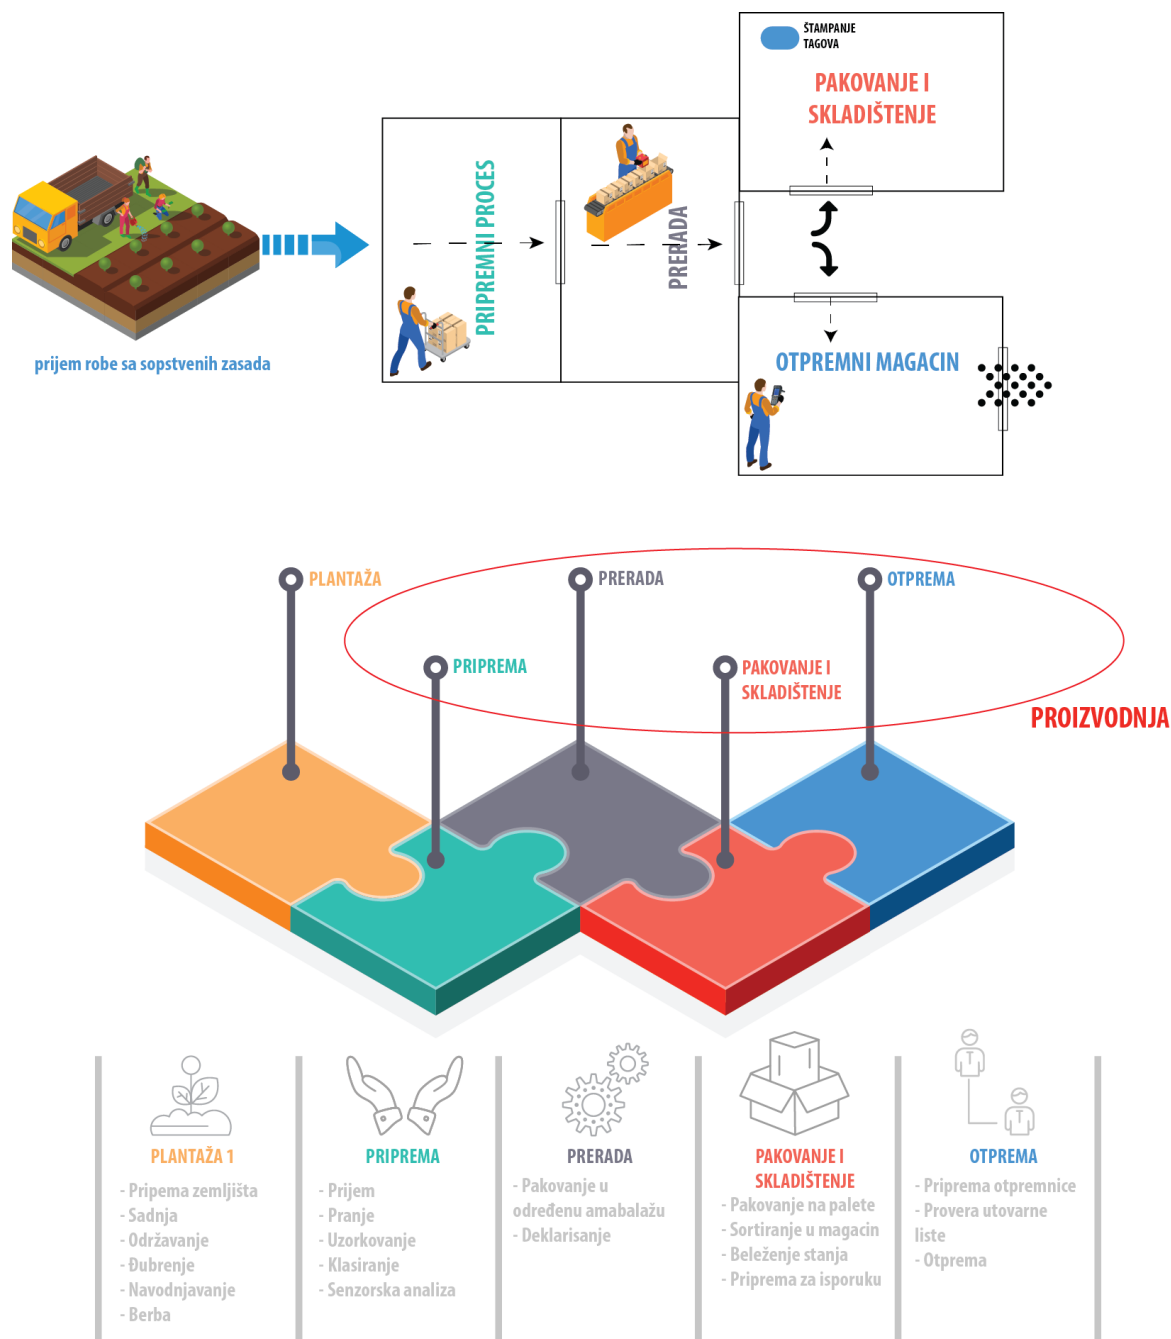 ŠTAMPANJE
TAGOVA
PAKOVANJE I
SKLADIŠTENJE
PRIPREMNI PROCES
PRERADA
prijem robe sa sopstvenih zasada
OTPREMNI MAGACIN
PLANTAŽA
PRERADA
OTPREMA
PRIPREMA
PAKOVANJE I
SKLADIŠTENJE
PROIZVODNJA
PLANTAŽA 1
- Pripema zemljišta
- Sadnja
- Održavanje
- Đubrenje
- Navodnjavanje
- Berba
PRIPREMA
- Prijem
- Pranje
- Uzorkovanje
- Klasiranje
- Senzorska analiza
PRERADA
- Pakovanje u
određenu amabalažu
- Deklarisanje
PAKOVANJE I
SKLADIŠTENJE
- Pakovanje na palete
- Sortiranje u magacin
- Beleženje stanja
- Priprema za isporuku
OTPREMA
- Priprema otpremnice
- Provera utovarne
liste
- Otprema